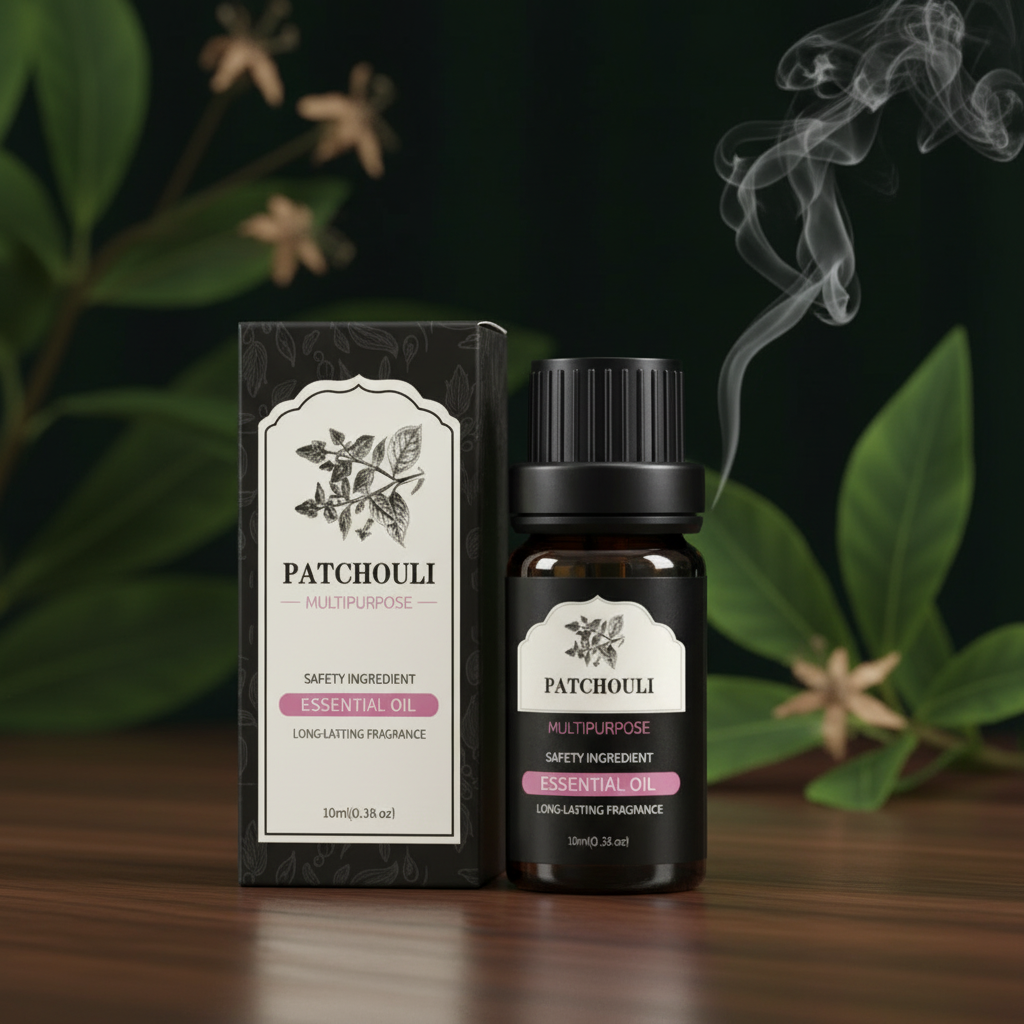 PATCHOULI
MULTIPURPOSE
SAFETY INGREDIENT
ESSENTIAL OIL
LONG-LATTING FRAGRANCE
10ml(0.38 oz)
PATCHOULI
MULTIPURPOSE
SAFETY INGREDIENT
ESSENTIAL OIL
LONG-LASTING FRAGRANCE
10ml(0.38.oz)